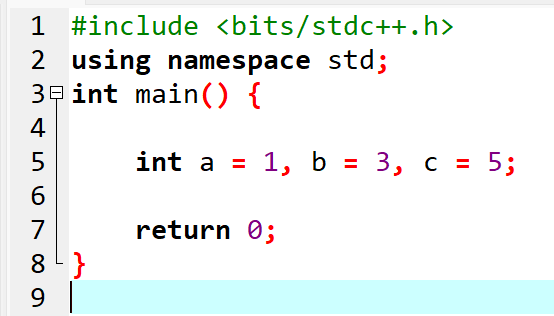 1 #include <bits/stdc++.h>
2 using namespace std;
3 int main() {
4
5     int a = 1, b = 3, c = 5;
6
7     return 0;
8 }
9